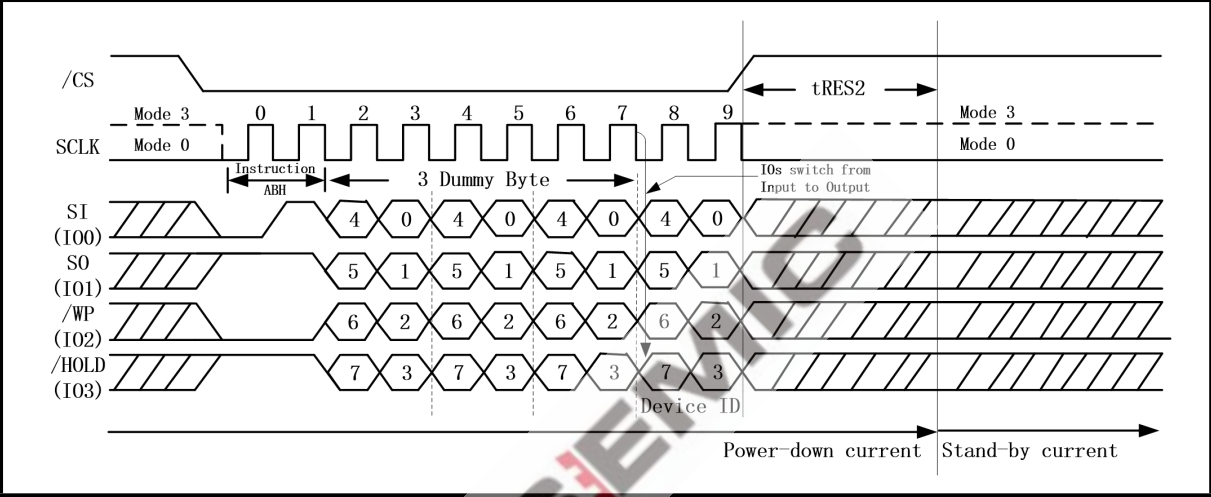 /CS
tRES2
SCLK
Mode 3
Mode 0
0 1 2 3 4 5 6 7 8 9
Mode 3
Mode 0
Instruction
ABH
3 Dummy Byte
IOs switch from
Input to Output
SI
(IO0)
4 0 4 0 4 0 4 0
SO
(IO1)
5 1 5 1 5 1 5 1
/WP
(IO2)
6 2 6 2 6 2 6 2
/HOLD
(IO3)
7 3 7 3 7 3 7 3
Device ID
Power-down current
Stand-by current